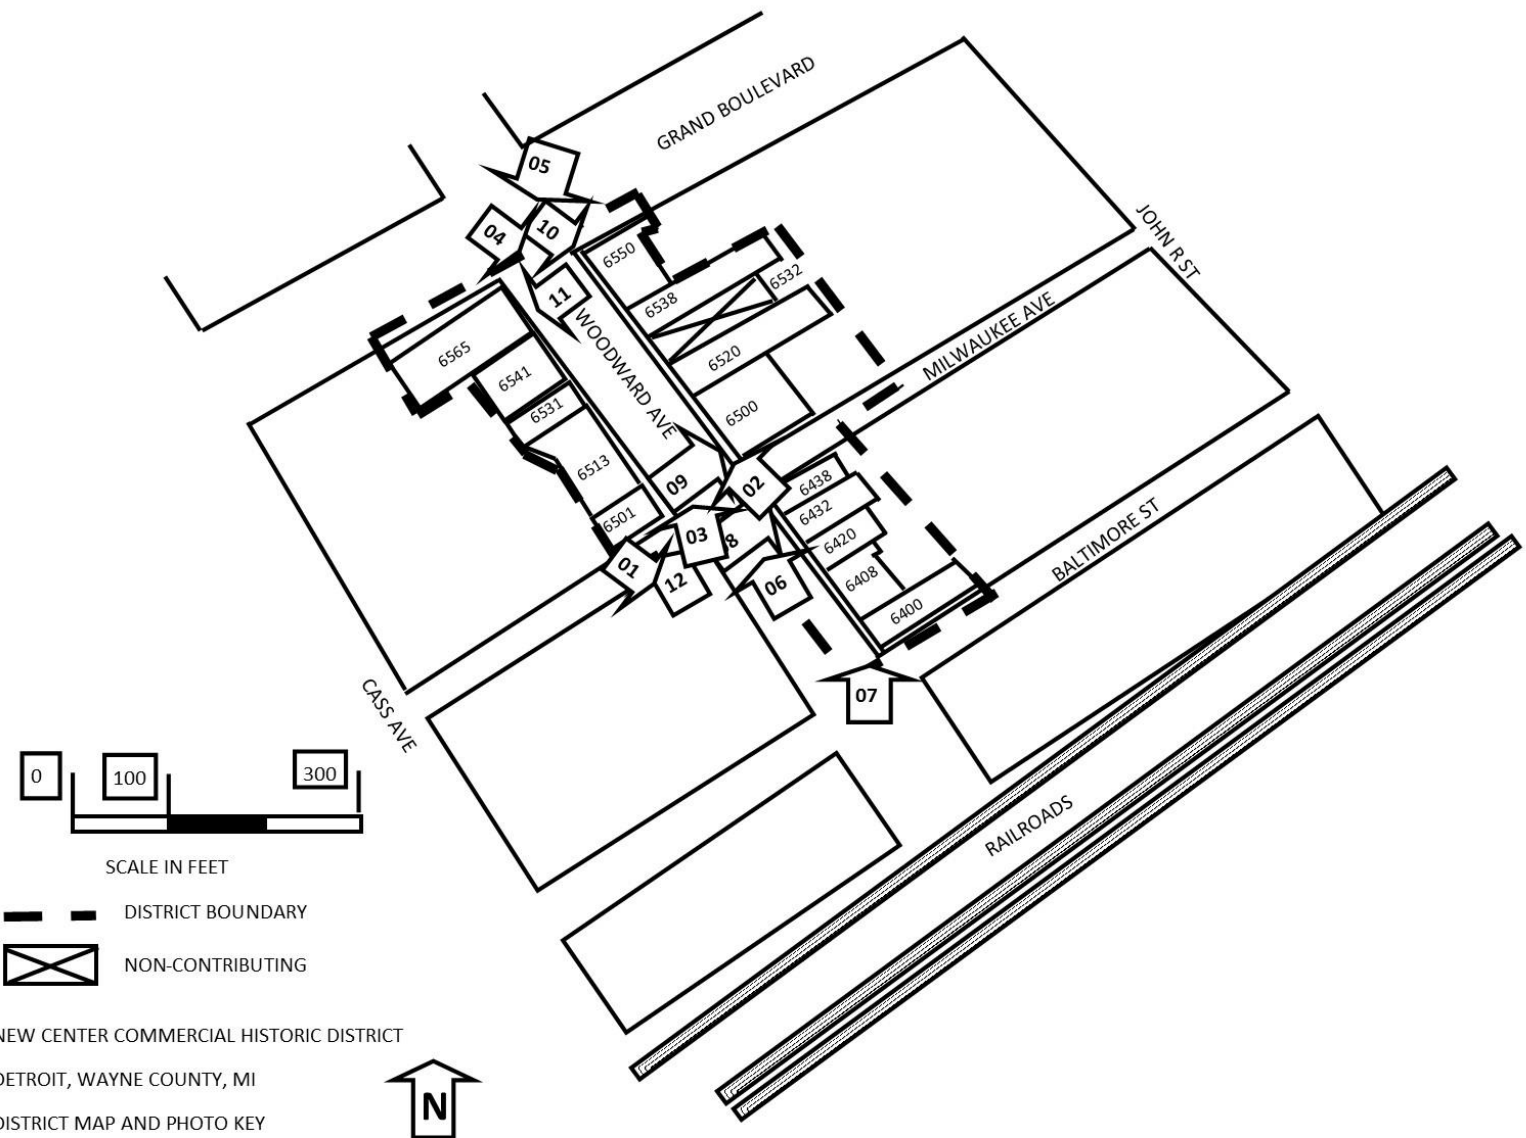 GRAND BOULEVARD
05
10
04
6550
JOHN R ST
6532
11
6538
WOODWARD AVE
MILWAUKEE AVE
6565
6520
6541
6500
6531
6513
09
02
6438
6501
6432
03
8
6420
BALTIMORE ST
01
12
06
6408
6400
07
CASS AVE
0
100
300
RAILROADS
SCALE IN FEET
DISTRICT BOUNDARY
NON-CONTRIBUTING
NEW CENTER COMMERCIAL HISTORIC DISTRICT
DETROIT, WAYNE COUNTY, MI
DISTRICT MAP AND PHOTO KEY
N